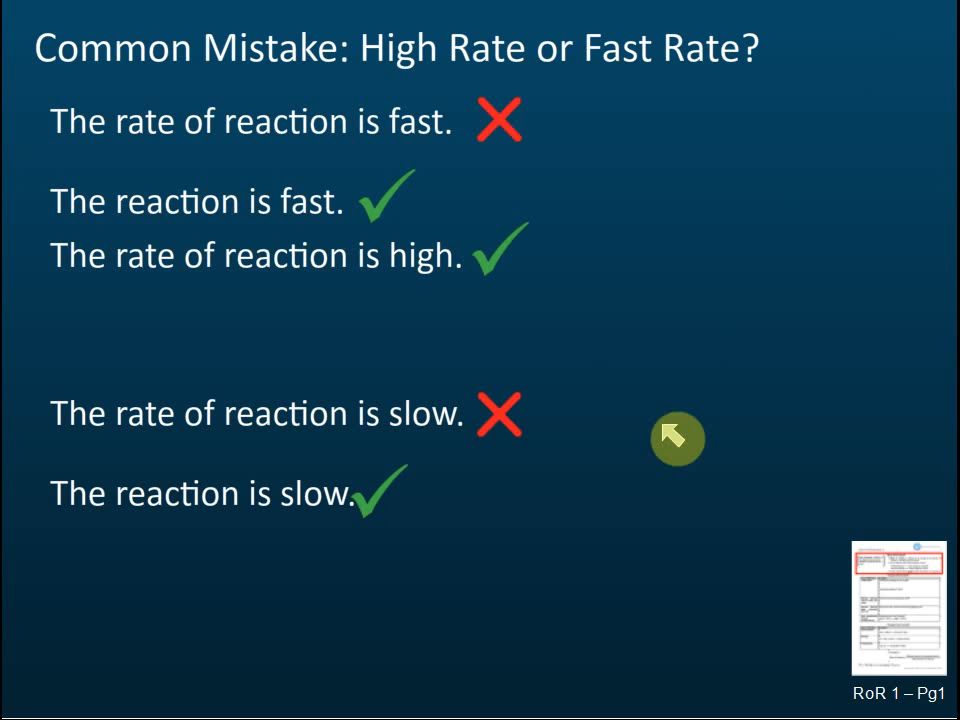 Common Mistake: High Rate or Fast Rate?
The rate of reaction is fast.
The reaction is fast.
The rate of reaction is high.
The rate of reaction is slow.
The reaction is slow.
RoR 1 – Pg1